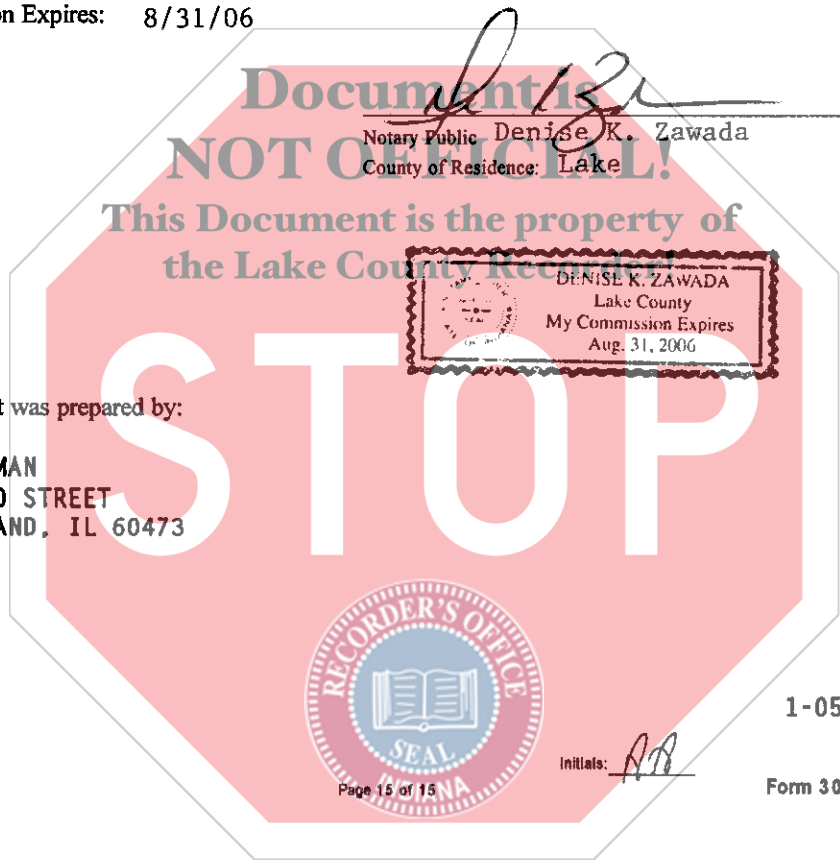 on Expires: 8/31/06
Document is
NOT OFFICIAL!
This Document is the property of
the Lake County Recorder!
Notary Public Denise K. Zawada
County of Residence: Lake
DENISE K. ZAWADA
Lake County
My Commission Expires
Aug. 31, 2006
STOP
t was prepared by:
MAN
D STREET
AND, IL 60473
RECORDER'S OFFICE
SEAL
INDIANA
1-05
Initials: AA
Page 15 of 15
Form 30